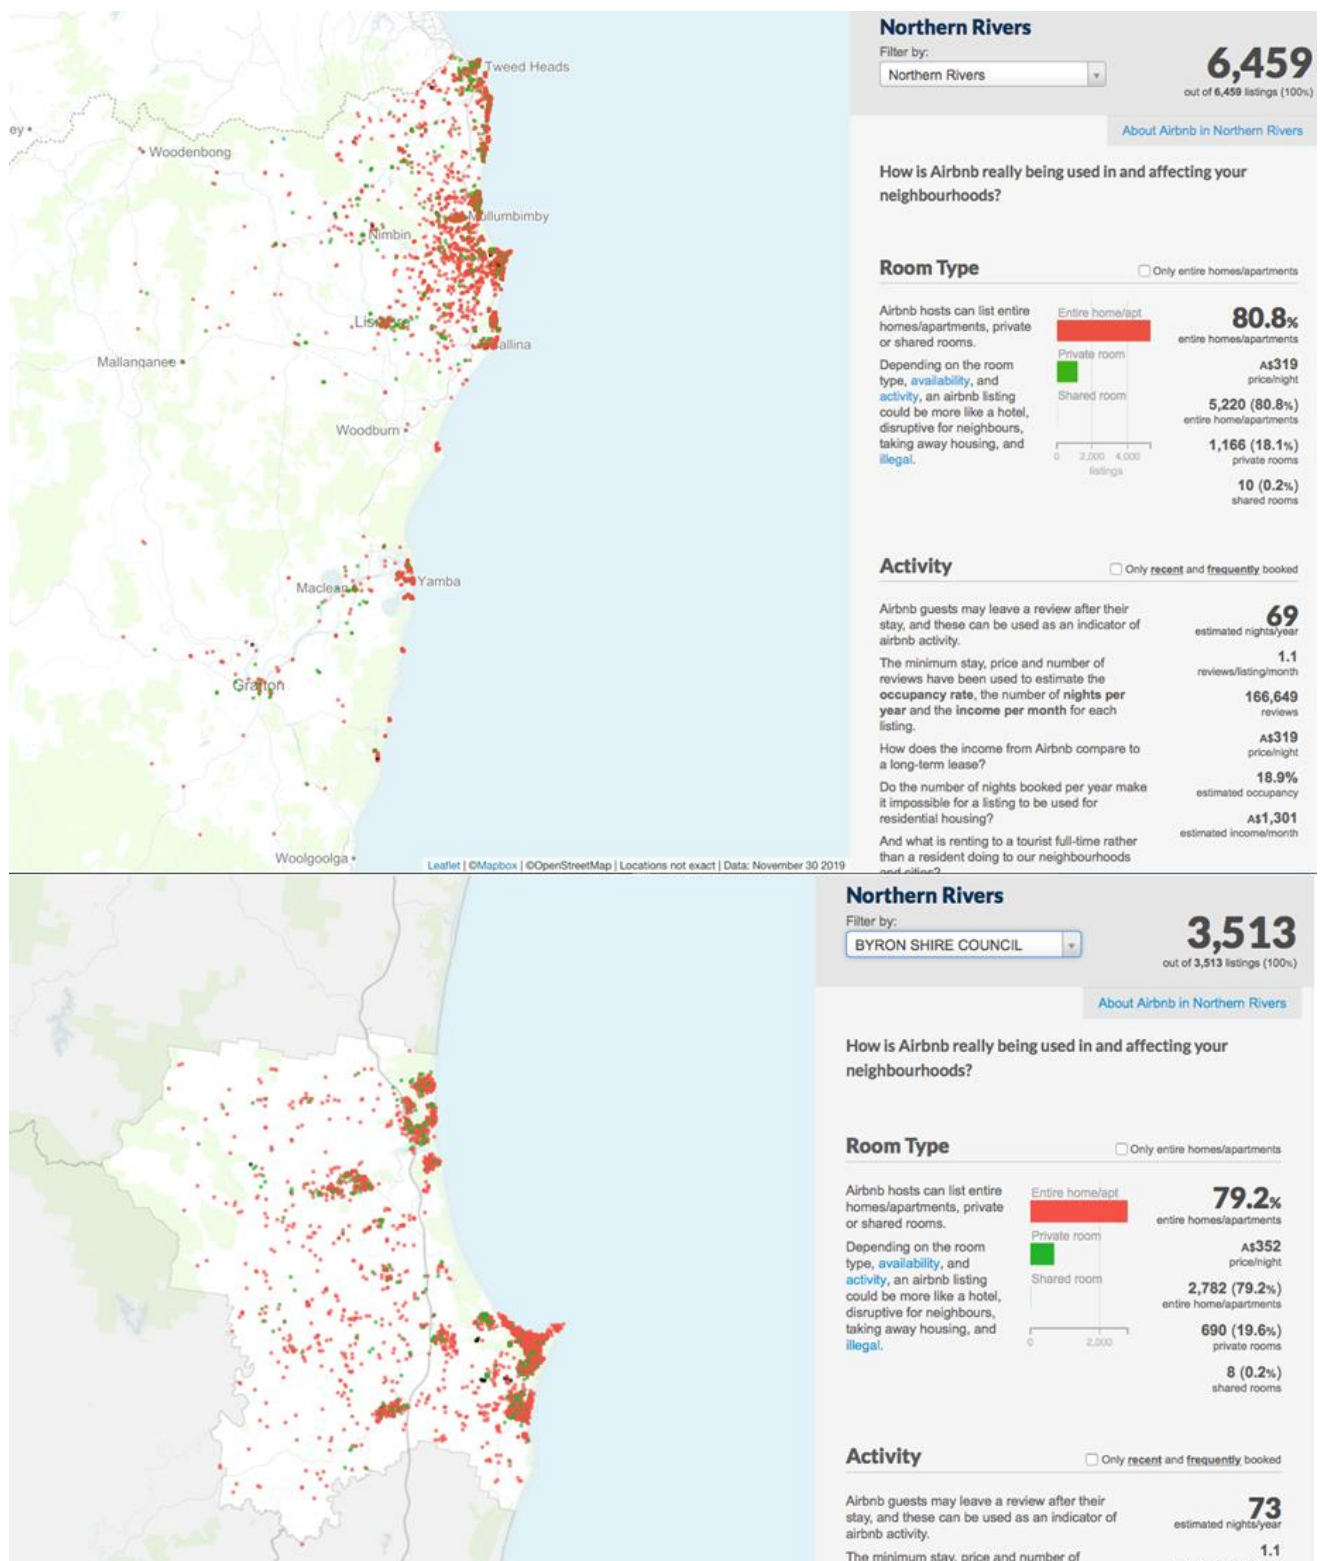 Northern Rivers
Filter by:
Northern Rivers
6,459
out of 6,459 listings (100%)
About Airbnb in Northern Rivers
How is Airbnb really being used in and affecting your
neighbourhoods?
Room Type
Only entire homes/apartments
Airbnb hosts can list entire
homes/apartments, private
or shared rooms.
Depending on the room
type, availability, and
activity, an airbnb listing
could be more like a hotel,
disruptive for neighbours,
taking away housing, and
illegal.
Entire home/apt
Private room
Shared room
0 2,000 4,000
listings
80.8%
entire homes/apartments
A$319
price/night
5,220 (80.8%)
entire home/apartments
1,166 (18.1%)
private rooms
10 (0.2%)
shared rooms
Activity
Only recent and frequently booked
Airbnb guests may leave a review after their
stay, and these can be used as an indicator of
airbnb activity.
The minimum stay, price and number of
reviews have been used to estimate the
occupancy rate, the number of nights per
year and the income per month for each
listing.
How does the income from Airbnb compare to
a long-term lease?
Do the number of nights booked per year make
it impossible for a listing to be used for
residential housing?
And what is renting to a tourist full-time rather
than a resident doing to our neighbourhoods
and cities?
69
estimated nights/year
1.1
reviews/listing/month
166,649
reviews
A$319
price/night
18.9%
estimated occupancy
A$1,301
estimated income/month
Tweed Heads
ey
Woodenbong
Mullumbimby
Nimbin
Lismore
Ballina
Mallanganee
Woodburn
Maclean
Yamba
Grafton
Woolgoolga
Leaflet | ©Mapbox | ©OpenStreetMap | Locations not exact | Data: November 30 2019
Northern Rivers
Filter by:
BYRON SHIRE COUNCIL
3,513
out of 3,513 listings (100%)
About Airbnb in Northern Rivers
How is Airbnb really being used in and affecting your
neighbourhoods?
Room Type
Only entire homes/apartments
Airbnb hosts can list entire
homes/apartments, private
or shared rooms.
Depending on the room
type, availability, and
activity, an airbnb listing
could be more like a hotel,
disruptive for neighbours,
taking away housing, and
illegal.
Entire home/apt
Private room
Shared room
0 2,000
79.2%
entire homes/apartments
A$352
price/night
2,782 (79.2%)
entire home/apartments
690 (19.6%)
private rooms
8 (0.2%)
shared rooms
Activity
Only recent and frequently booked
Airbnb guests may leave a review after their
stay, and these can be used as an indicator of
airbnb activity.
The minimum stay, price and number of
73
estimated nights/year
1.1